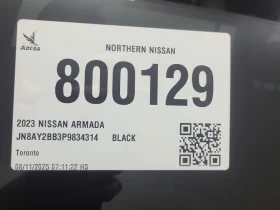 ADESA
NORTHERN NISSAN
800129
2023 NISSAN ARMADA
JN8AY2BB3P9834314 BLACK
Toronto
08/11/2025 07:11:22 HS